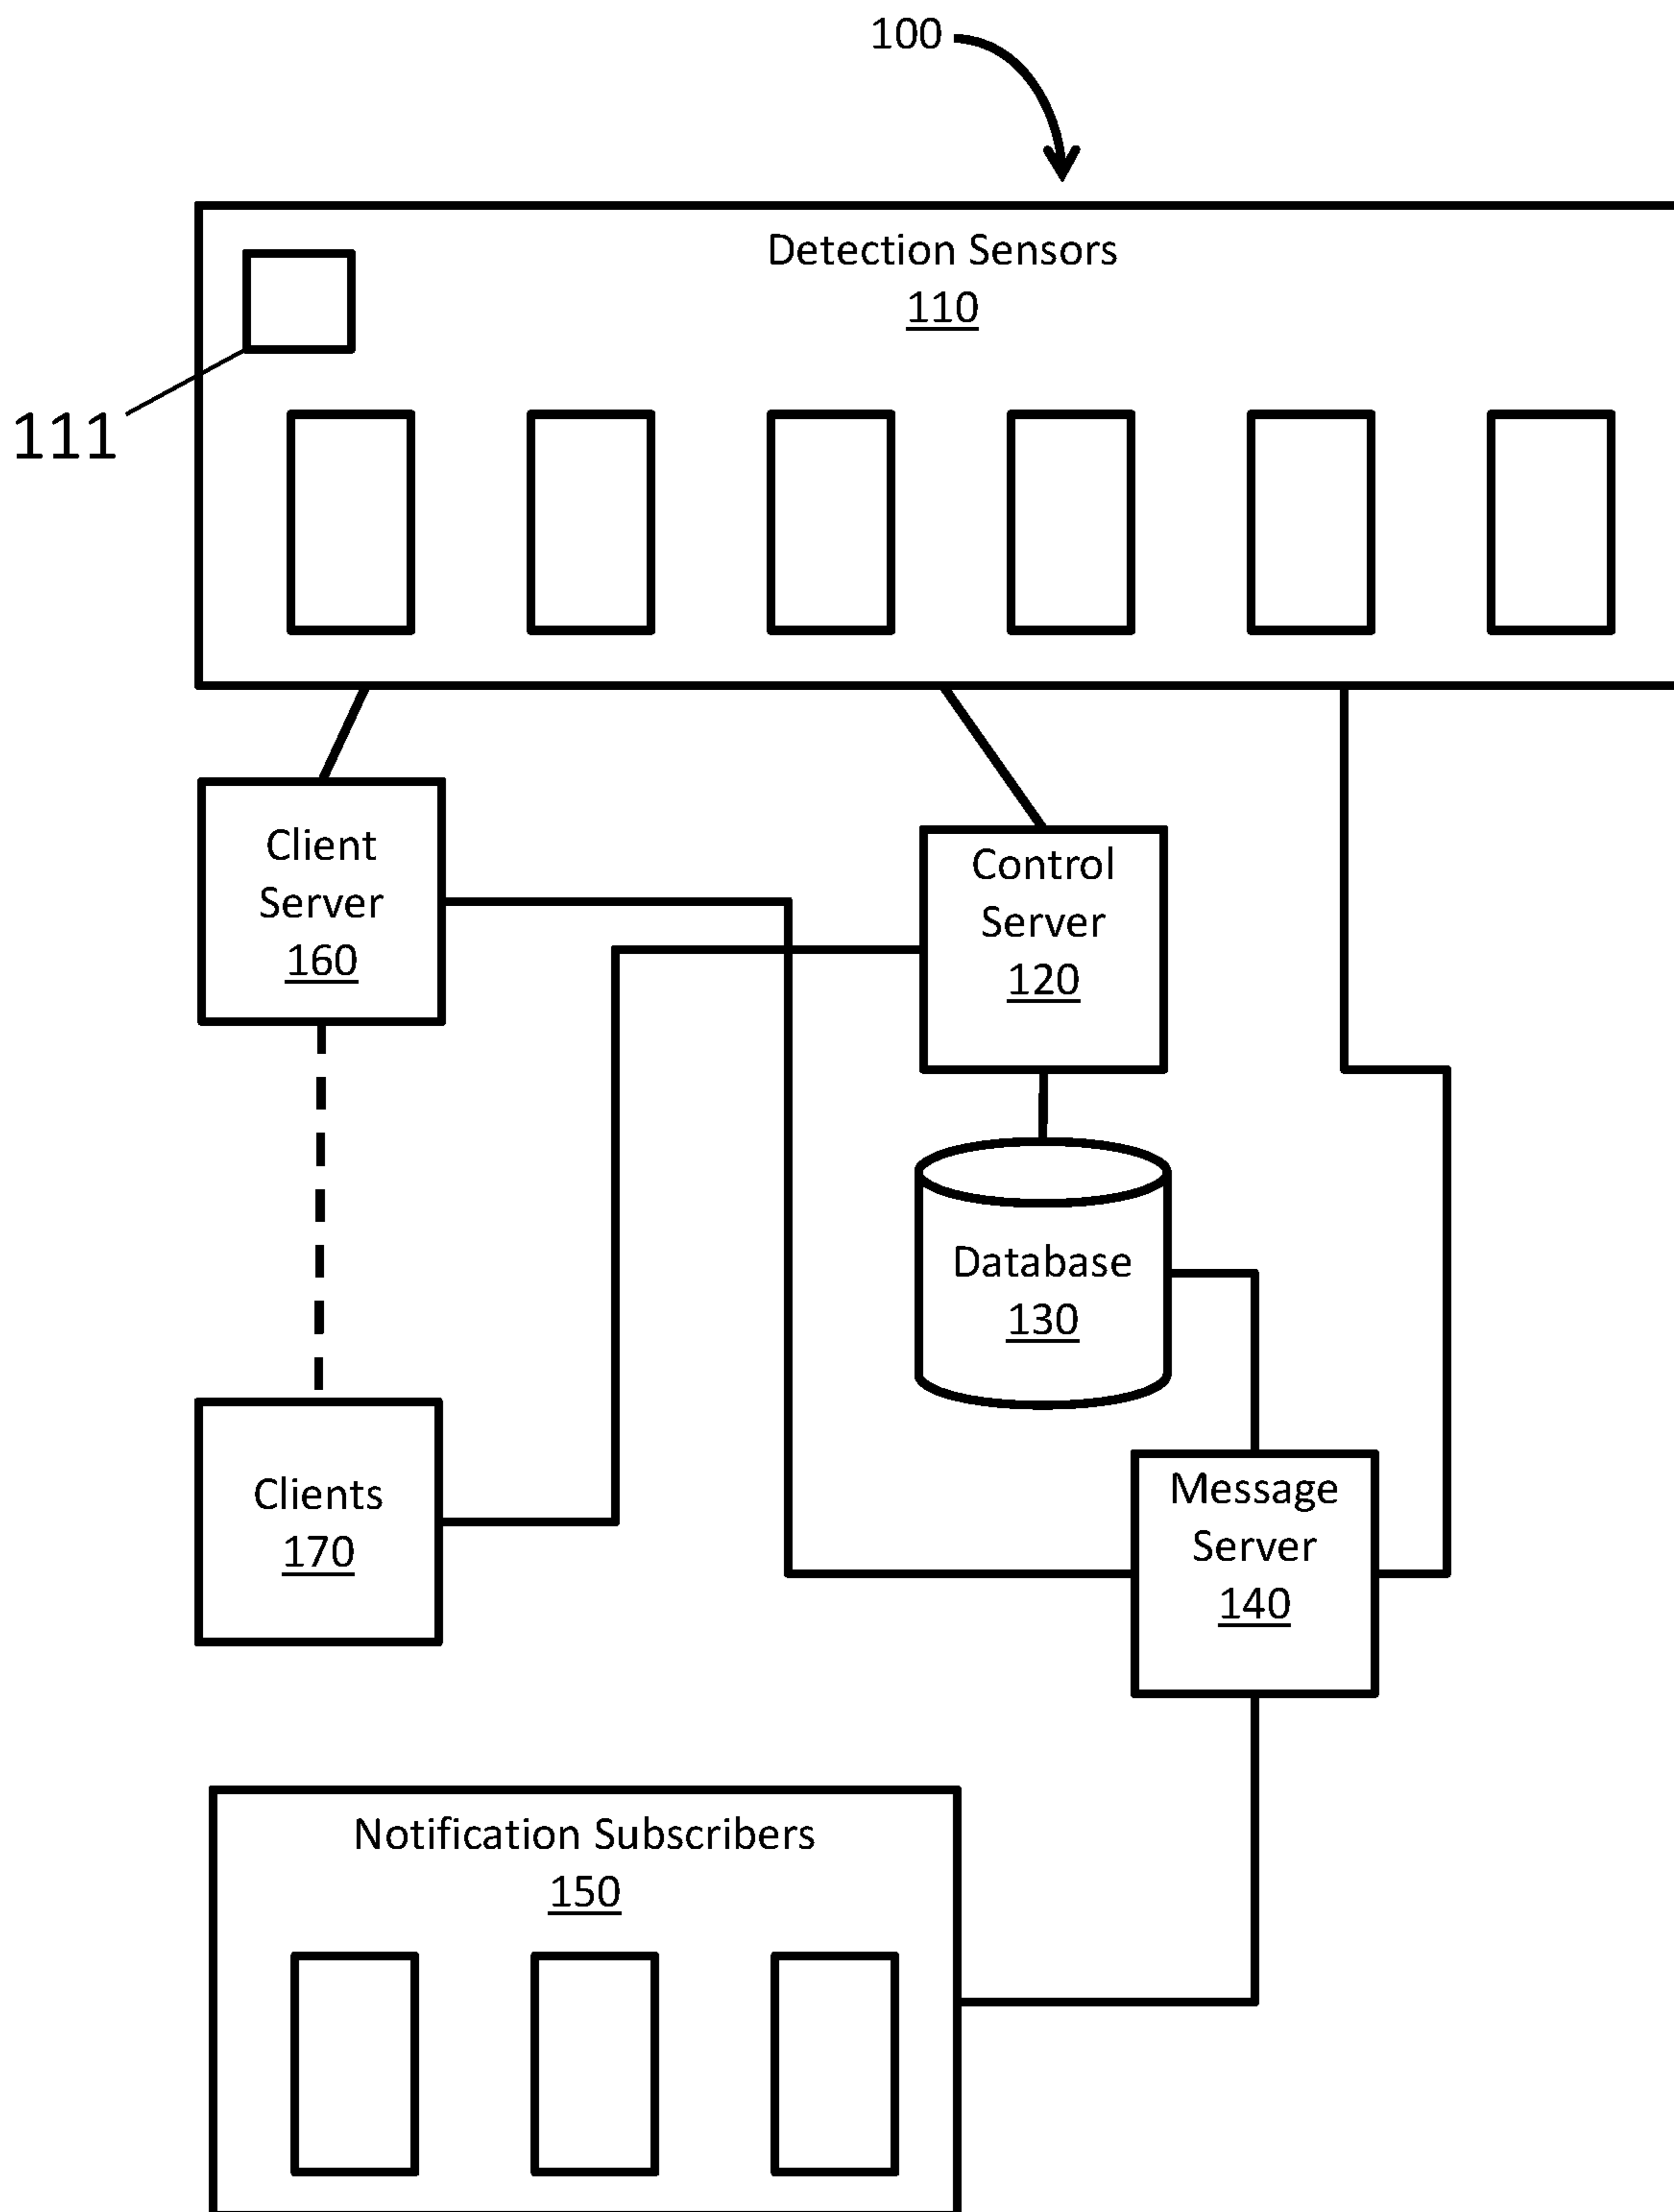 100
Detection Sensors
110
111
Client
Server
160
Control
Server
120
Database
130
Clients
170
Message
Server
140
Notification Subscribers
150